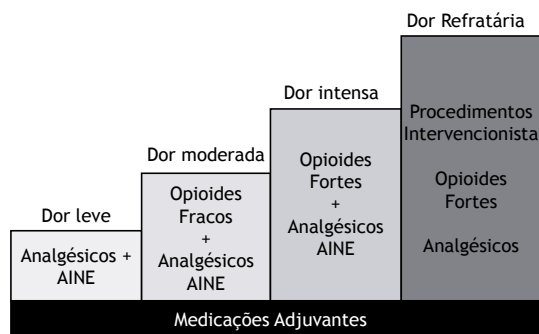 Dor leve
Analgésicos +
AINE
Dor moderada
Opioides
Fracos
+
Analgésicos
AINE
Dor intensa
Opioides
Fortes
+
Analgésicos
AINE
Dor Refratária
Procedimentos
Intervencionista
Opioides
Fortes
Analgésicos
Medicações Adjuvantes